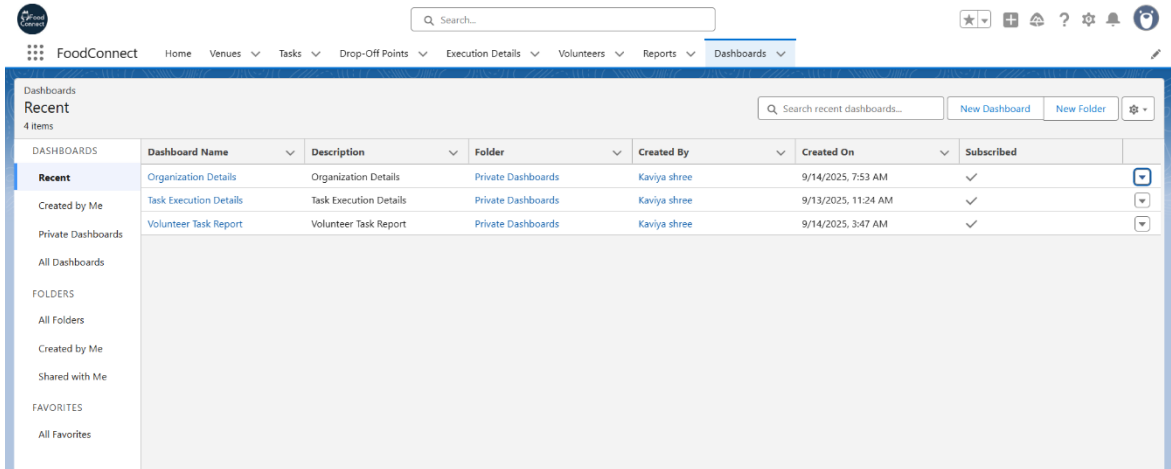 Food
Connect
Search...
FoodConnect Home Venues Tasks Drop-Off Points Execution Details Volunteers Reports Dashboards
Dashboards
Recent
4 items
Search recent dashboards...
New Dashboard New Folder
DASHBOARDS
Recent
Created by Me
Private Dashboards
All Dashboards
FOLDERS
All Folders
Created by Me
Shared with Me
FAVORITES
All Favorites
Dashboard Name Description Folder Created By Created On Subscribed
Organization Details Organization Details Private Dashboards Kaviya shree 9/14/2025, 7:53 AM
Task Execution Details Task Execution Details Private Dashboards Kaviya shree 9/13/2025, 11:24 AM
Volunteer Task Report Volunteer Task Report Private Dashboards Kaviya shree 9/14/2025, 3:47 AM